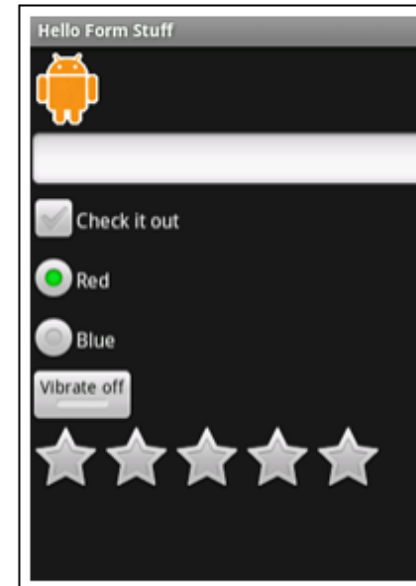 Hello Form Stuff
Check it out
Red
Blue
Vibrate off